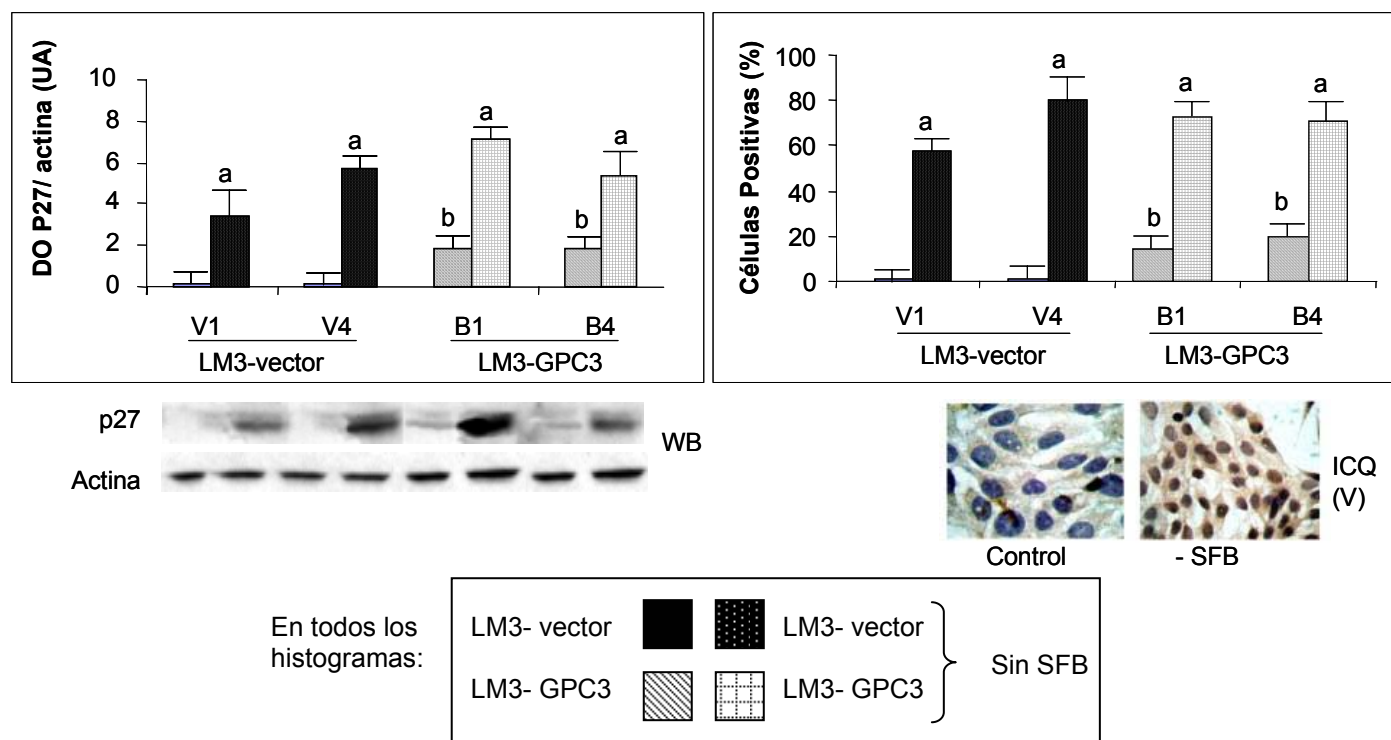 DO P27/ actina (UA)
10
8
6
4
2
0
a
a
b
a
b
a
V1
V4
B1
B4
LM3-vector
LM3-GPC3
Células Positivas (%)
100
80
60
40
20
0
a
a
b
a
b
a
V1
V4
B1
B4
LM3-vector
LM3-GPC3
p27
Actina
WB
Control
- SFB
ICQ
(V)
En todos los
histogramas:
LM3- vector
LM3- vector
LM3- GPC3
LM3- GPC3
Sin SFB